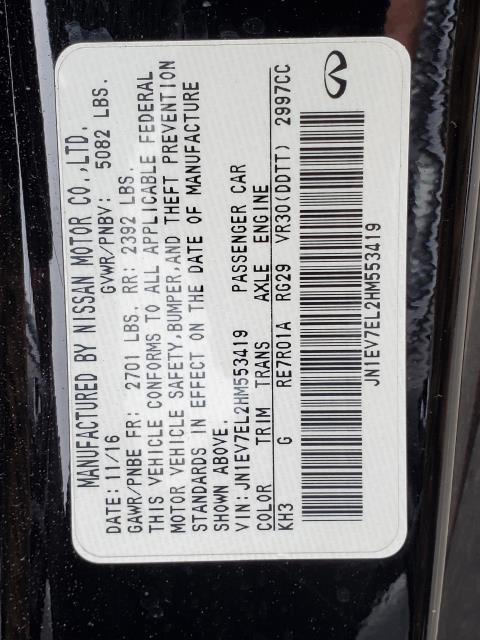 MANUFACTURED BY NISSAN MOTOR CO.,LTD.
DATE: 11/16 GVWR/PNBV: 5082 LBS.
GAWR/PNBE FR: 2701 LBS. RR: 2392 LBS.
THIS VEHICLE CONFORMS TO ALL APPLICABLE FEDERAL
MOTOR VEHICLE SAFETY,BUMPER,AND THEFT PREVENTION
STANDARDS IN EFFECT ON THE DATE OF MANUFACTURE
SHOWN ABOVE.
VIN:JN1EV7EL2HM553419 PASSENGER CAR
COLOR TRIM TRANS AXLE ENGINE
KH3 G RE7R01A RG29 VR30(DDTT) 2997CC
JN1EV7EL2HM553419